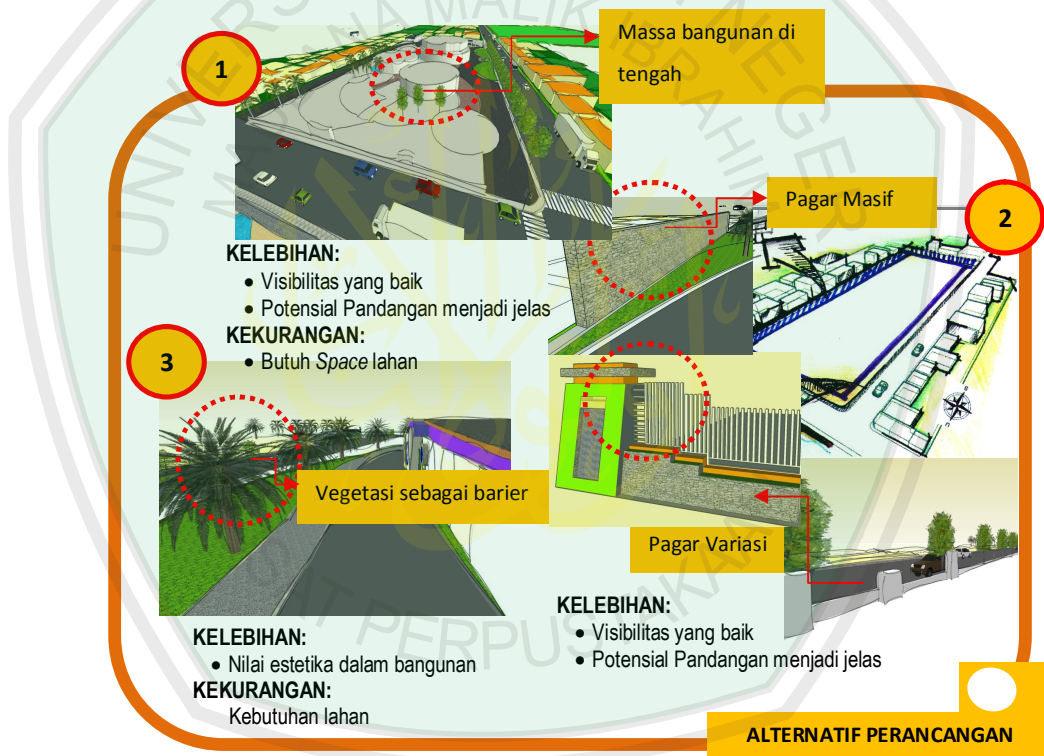 1
Massa bangunan di
tengah
Pagar Masif
2
KELEBIHAN:
• Visibilitas yang baik
• Potensial Pandangan menjadi jelas
KEKURANGAN:
• Butuh Space lahan
3
Vegetasi sebagai barier
Pagar Variasi
KELEBIHAN:
• Nilai estetika dalam bangunan
KEKURANGAN:
Kebutuhan lahan
KELEBIHAN:
• Visibilitas yang baik
• Potensial Pandangan menjadi jelas
ALTERNATIF PERANCANGAN